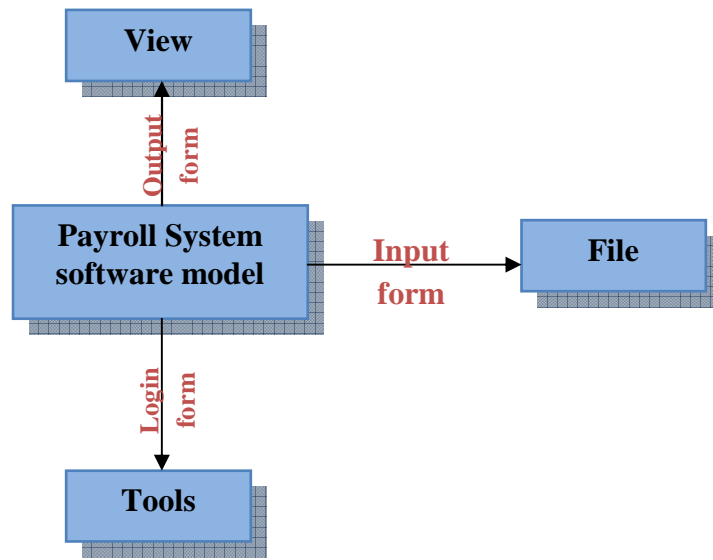 View
Output
form
Payroll System
software model
Input
form
File
Login
form
Tools